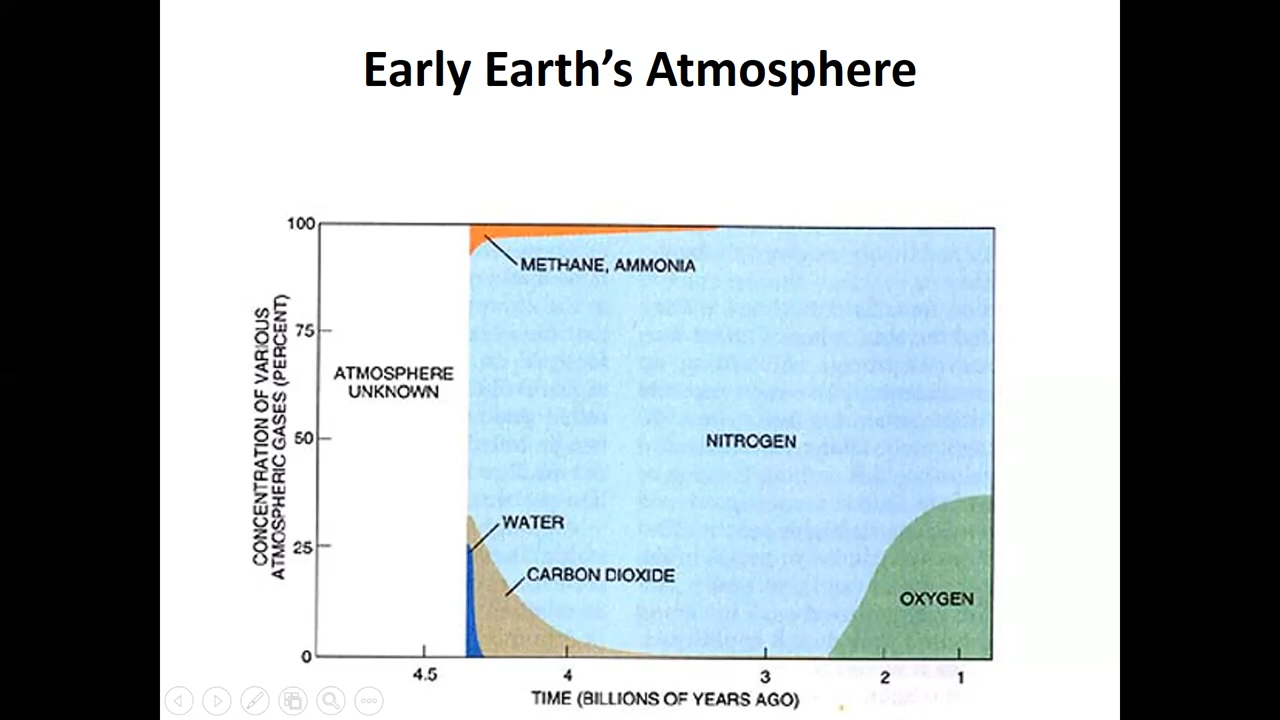 Early Earth's Atmosphere
100
75
50
25
0
CONCENTRATION OF VARIOUS
ATMOSPHERIC GASES (PERCENT)
METHANE, AMMONIA
ATMOSPHERE
UNKNOWN
NITROGEN
WATER
CARBON DIOXIDE
OXYGEN
4.5 4 3 2 1
TIME (BILLIONS OF YEARS AGO)